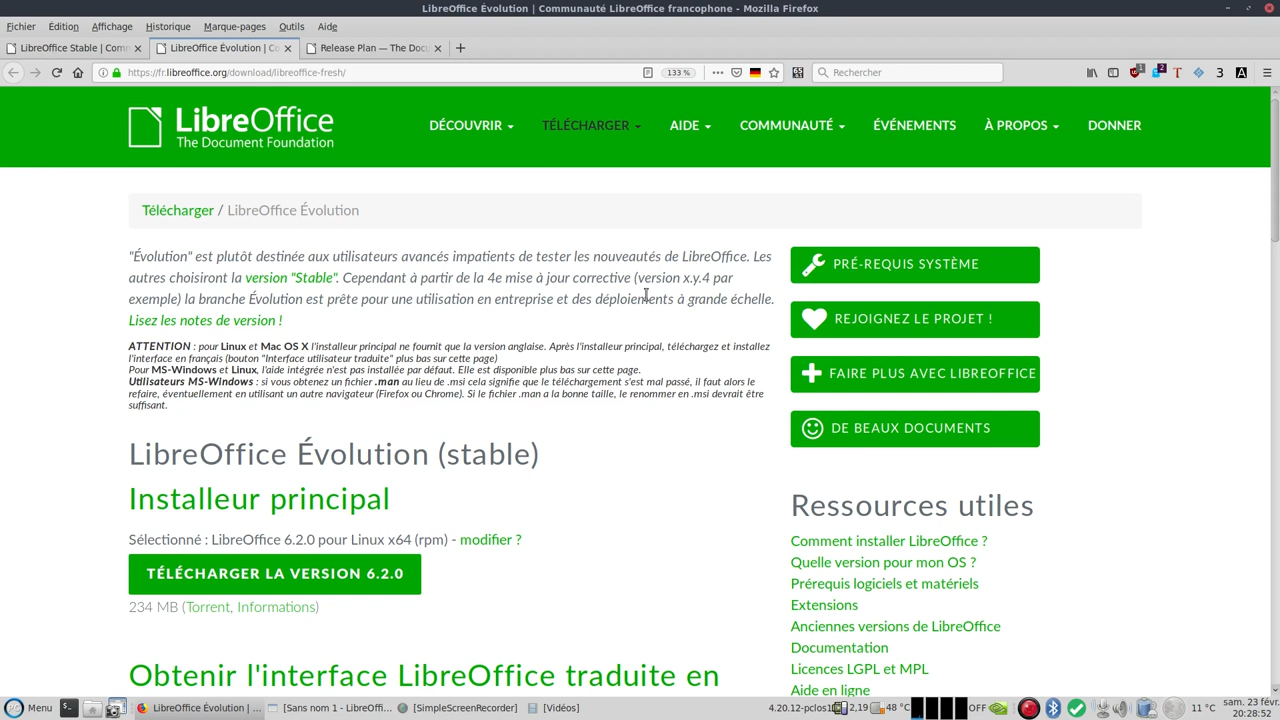 LibreOffice Évolution | Communauté LibreOffice francophone - Mozilla Firefox
Fichier Édition Affichage Historique Marque-pages Outils Aide
LibreOffice Stable | Com
LibreOffice Évolution | Co
Release Plan — The Doc
https://fr.libreoffice.org/download/libreoffice-fresh/
133 %
Rechercher
LibreOffice
The Document Foundation
DÉCOUVRIR TÉLÉCHARGER AIDE COMMUNAUTÉ ÉVÉNEMENTS À PROPOS DONNER
Télécharger / LibreOffice Évolution
"Évolution" est plutôt destinée aux utilisateurs avancés impatients de tester les nouveautés de LibreOffice. Les
autres choisiront la version "Stable". Cependant à partir de la 4e mise à jour corrective (version x.y.4 par
exemple) la branche Évolution est prête pour une utilisation en entreprise et des déploiements à grande échelle.
Lisez les notes de version !
ATTENTION : pour Linux et Mac OS X l'installeur principal ne fournit que la version anglaise. Après l'installeur principal, téléchargez et installez
l'interface en français (bouton "Interface utilisateur traduite" plus bas sur cette page)
Pour MS-Windows et Linux, l'aide intégrée n'est pas installée par défaut. Elle est disponible plus bas sur cette page.
Utilisateurs MS-Windows : si vous obtenez un fichier .man au lieu de .msi cela signifie que le téléchargement s'est mal passé, il faut alors le
refaire, éventuellement en utilisant un autre navigateur (Firefox ou Chrome). Si le fichier .man a la bonne taille, le renommer en .msi devrait être
suffisant.
LibreOffice Évolution (stable)
Installeur principal
Sélectionné : LibreOffice 6.2.0 pour Linux x64 (rpm) - modifier ?
TÉLÉCHARGER LA VERSION 6.2.0
234 MB (Torrent, Informations)
Obtenir l'interface LibreOffice traduite en
PRÉ-REQUIS SYSTÈME
REJOIGNEZ LE PROJET !
FAIRE PLUS AVEC LIBREOFFICE
DE BEAUX DOCUMENTS
Ressources utiles
Comment installer LibreOffice ?
Quelle version pour mon OS ?
Prérequis logiciels et matériels
Extensions
Anciennes versions de LibreOffice
Documentation
Licences LGPL et MPL
Aide en ligne
Menu
LibreOffice Évolution | ...
[Sans nom 1 - LibreOffi...
[SimpleScreenRecorder]
[Vidéos]
4.20.12-pclos1
2,19
48 °C
OFF
11 °C
sam. 23 févr.
20:28:52